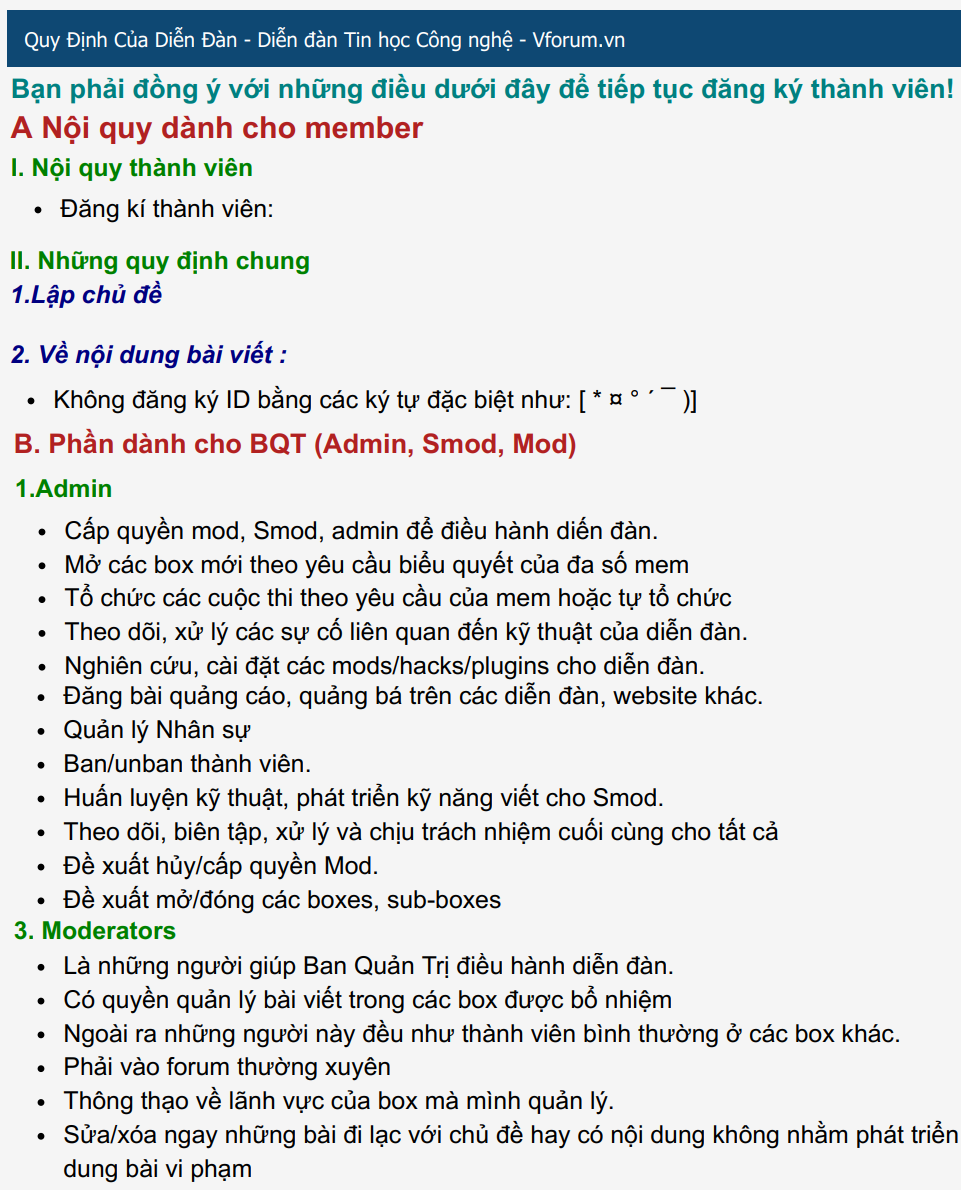 Quy Định Của Diễn Đàn - Diễn đàn Tin học Công nghệ - Vforum.vn
Bạn phải đồng ý với những điều dưới đây để tiếp tục đăng ký thành viên!
A Nội quy dành cho member
I. Nội quy thành viên
• Đăng kí thành viên:
II. Những quy định chung
1.Lập chủ đề
2. Về nội dung bài viết :
• Không đăng ký ID bằng các ký tự đặc biệt như: [ * ¤ ° ´ ¯ )]
B. Phần dành cho BQT (Admin, Smod, Mod)
1.Admin
• Cấp quyền mod, Smod, admin để điều hành diến đàn.
• Mở các box mới theo yêu cầu biểu quyết của đa số mem
• Tổ chức các cuộc thi theo yêu cầu của mem hoặc tự tổ chức
• Theo dõi, xử lý các sự cố liên quan đến kỹ thuật của diễn đàn.
• Nghiên cứu, cài đặt các mods/hacks/plugins cho diễn đàn.
• Đăng bài quảng cáo, quảng bá trên các diễn đàn, website khác.
• Quản lý Nhân sự
• Ban/unban thành viên.
• Huấn luyện kỹ thuật, phát triển kỹ năng viết cho Smod.
• Theo dõi, biên tập, xử lý và chịu trách nhiệm cuối cùng cho tất cả
• Đề xuất hủy/cấp quyền Mod.
• Đề xuất mở/đóng các boxes, sub-boxes
3. Moderators
• Là những người giúp Ban Quản Trị điều hành diễn đàn.
• Có quyền quản lý bài viết trong các box được bổ nhiệm
• Ngoài ra những người này đều như thành viên bình thường ở các box khác.
• Phải vào forum thường xuyên
• Thông thạo về lãnh vực của box mà mình quản lý.
• Sửa/xóa ngay những bài đi lạc với chủ đề hay có nội dung không nhằm phát triển
dung bài vi phạm